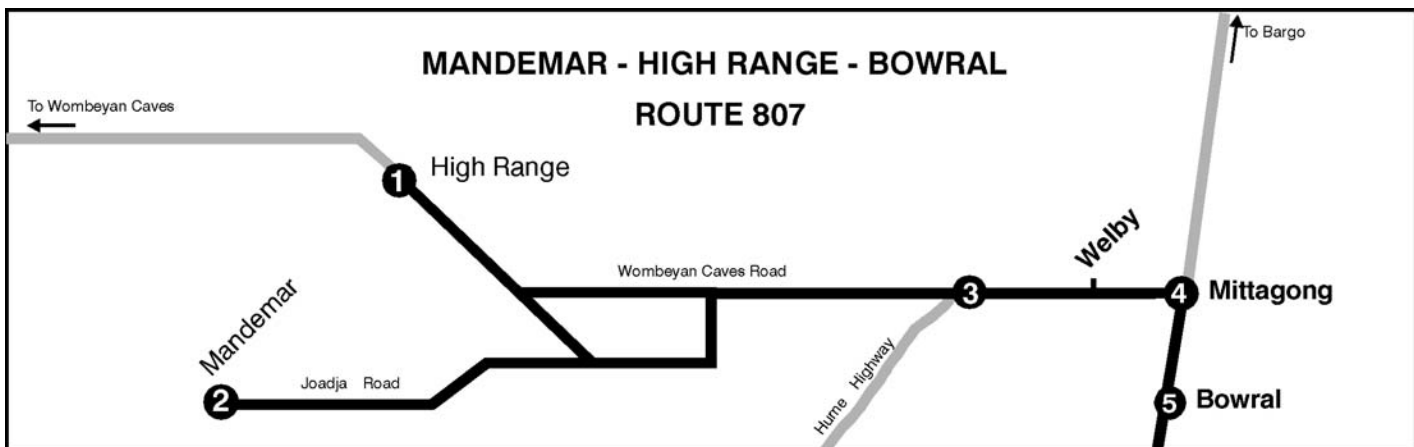 MANDEMAR - HIGH RANGE - BOWRAL
ROUTE 807
To Bargo
To Wombeyan Caves
1
High Range
Welby
Wombeyan Caves Road
3
4
Mittagong
Mandemar
Hume Highway
2
Joadja Road
5
Bowral